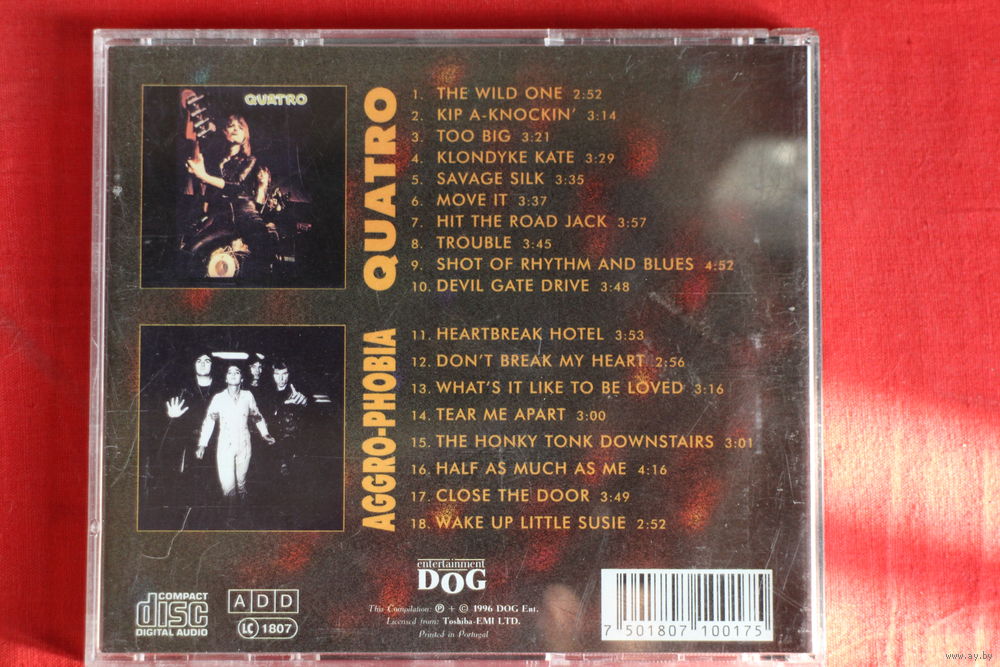 QUATRO
QUATRO
1. THE WILD ONE 2:52
2. KIP A-KNOCKIN' 3:14
3. TOO BIG 3:21
4. KLONDYKE KATE 3:29
5. SAVAGE SILK 3:35
6. MOVE IT 3:37
7. HIT THE ROAD JACK 3:57
8. TROUBLE 3:45
9. SHOT OF RHYTHM AND BLUES 4:52
10. DEVIL GATE DRIVE 3:48
AGGRO-PHOBIA
11. HEARTBREAK HOTEL 3:53
12. DON'T BREAK MY HEART 2:56
13. WHAT'S IT LIKE TO BE LOVED 3:16
14. TEAR ME APART 3:00
15. THE HONKY TONK DOWNSTAIRS 3:01
16. HALF AS MUCH AS ME 4:16
17. CLOSE THE DOOR 3:49
18. WAKE UP LITTLE SUSIE 2:52
COMPACT
disc
DIGITAL AUDIO
A D D
LC 1807
entertainment
DOG
This Compilation: ℗ + © 1996 DOG Ent.
Licensed from: Toshiba-EMI LTD.
Printed in Portugal
7 501807 100175
www.ay.by